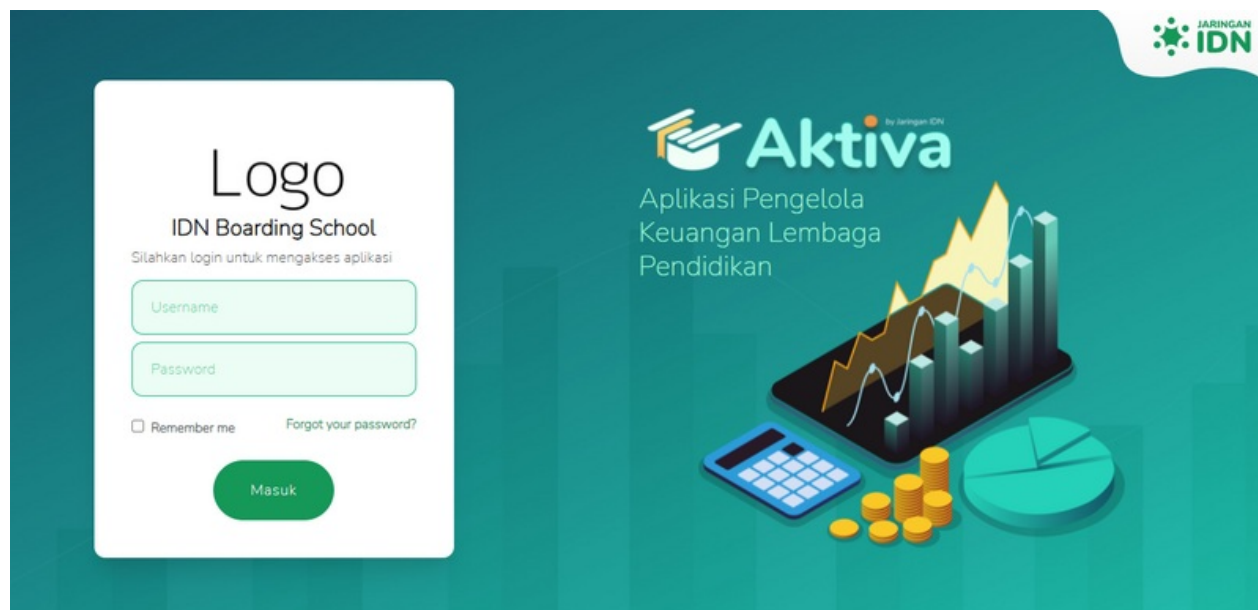 JARINGAN
IDN
Logo
IDN Boarding School
Silahkan login untuk mengakses aplikasi
Username
Password
Remember me
Forgot your password?
Masuk
by Jaringan IDN
Aktiva
Aplikasi Pengelola
Keuangan Lembaga
Pendidikan